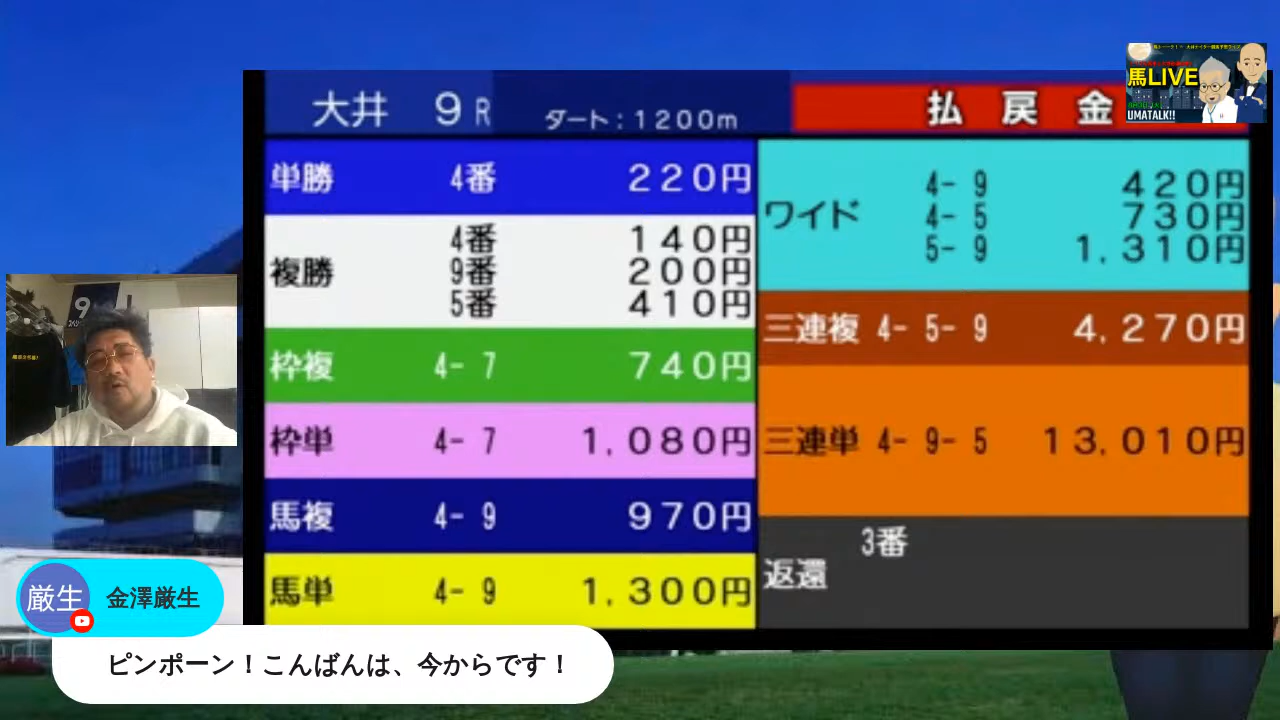 大井 9R ダート:1200m 払戻金
単勝 4番 220円
複勝 4番 140円
9番 200円
5番 410円
枠複 4-7 740円
枠単 4-7 1,080円
馬複 4-9 970円
馬単 4-9 1,300円
ワイド 4-9 420円
4-5 730円
5-9 1,310円
三連複 4-5-9 4,270円
三連単 4-9-5 13,010円
返還 3番
馬LIVE
UMATALK!!
厳生 金澤厳生
ピンポーン！こんばんは、今からです！